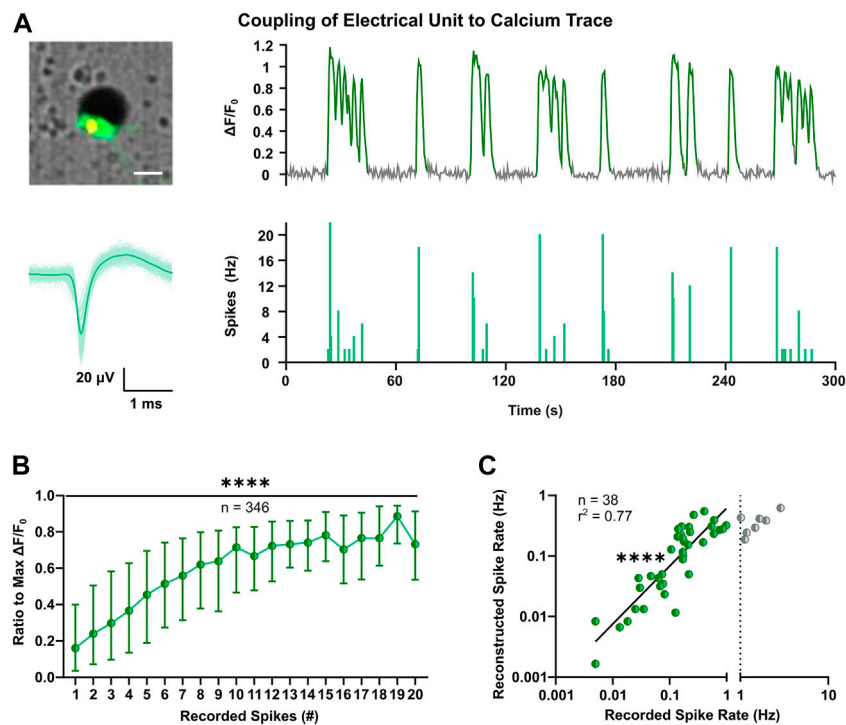 A
Coupling of Electrical Unit to Calcium Trace
ΔF/F0
1.2
1.0
0.8
0.6
0.4
0.2
0
Spikes (Hz)
20
16
12
8
4
0
0 60 120 180 240 300
Time (s)
20 µV
1 ms
B
****
n = 346
Ratio to Max ΔF/F0
1.0
0.8
0.6
0.4
0.2
0.0
1 2 3 4 5 6 7 8 9 10 11 12 13 14 15 16 17 18 19 20
Recorded Spikes (#)
C
n = 38
r² = 0.77
****
Reconstructed Spike Rate (Hz)
1
0.1
0.01
0.001
0.001 0.01 0.1 1 1 10
Recorded Spike Rate (Hz)